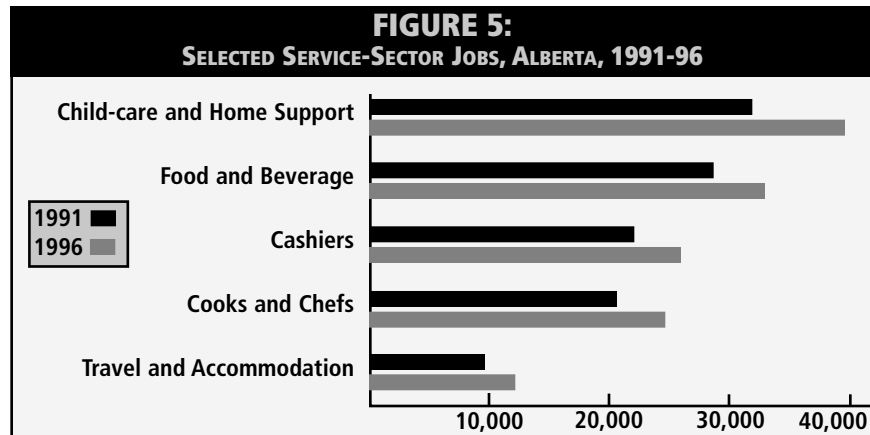 FIGURE 5:
SELECTED SERVICE-SECTOR JOBS, ALBERTA, 1991-96
Child-care and Home Support
Food and Beverage
1991
1996
Cashiers
Cooks and Chefs
Travel and Accommodation
10,000 20,000 30,000 40,000